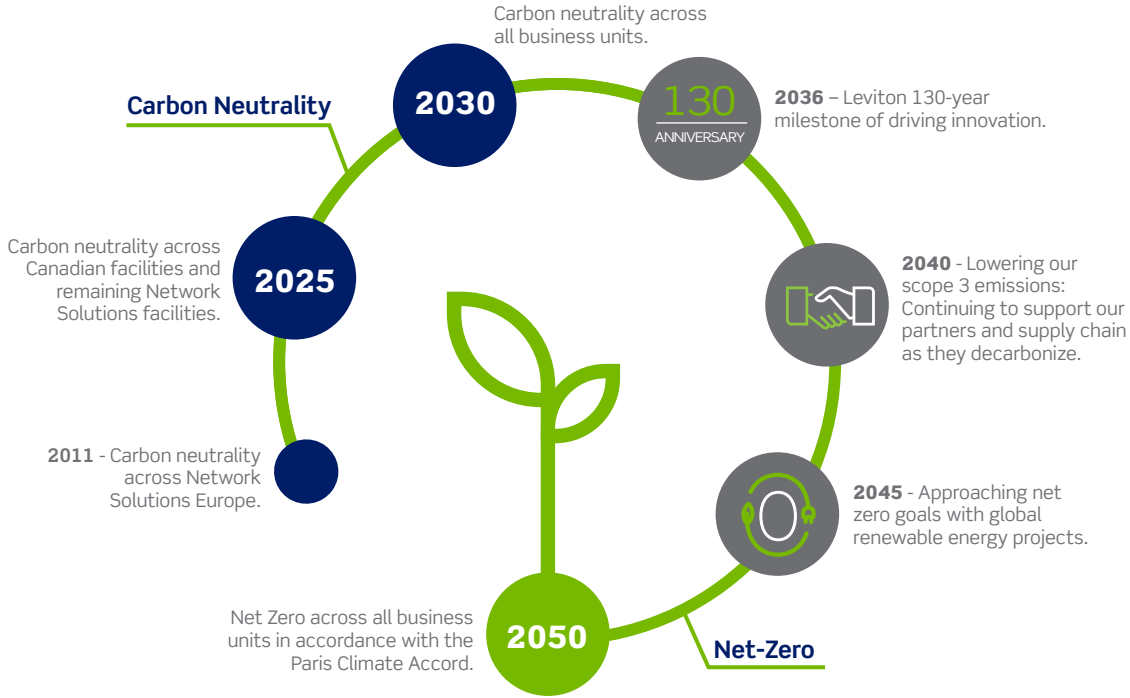 2011 - Carbon neutrality
across Network
Solutions Europe.
2025
Carbon neutrality across
Canadian facilities and
remaining Network
Solutions facilities.
Carbon Neutrality
2030
Carbon neutrality across
all business units.
130
ANNIVERSARY
2036 – Leviton 130-year
milestone of driving innovation.
2040 - Lowering our
scope 3 emissions:
Continuing to support our
partners and supply chain
as they decarbonize.
0
2045 - Approaching net
zero goals with global
renewable energy projects.
Net-Zero
2050
Net Zero across all business
units in accordance with the
Paris Climate Accord.